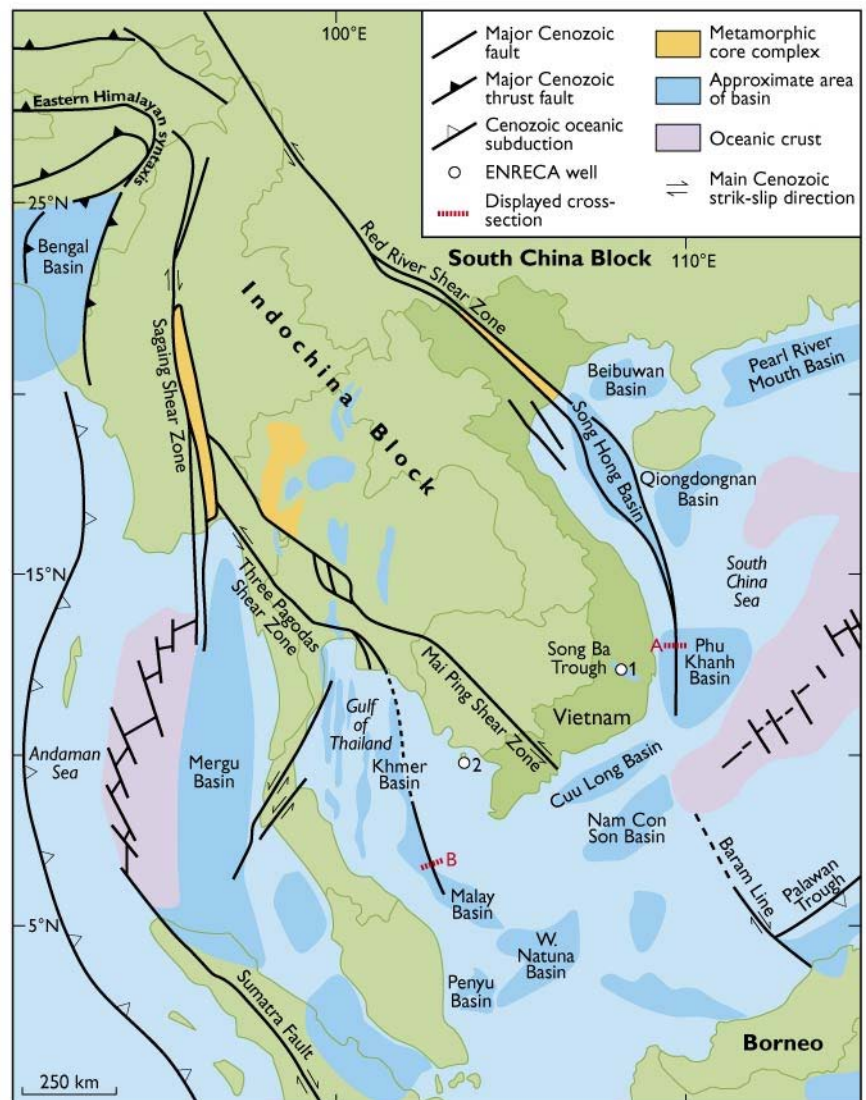 100°E
Major Cenozoic
fault
Major Cenozoic
thrust fault
Cenozoic oceanic
subduction
ENRECA well
Displayed cross-
section
Metamorphic
core complex
Approximate area
of basin
Oceanic crust
Main Cenozoic
strik-slip direction
Eastern Himalayan syntaxis
25°N
Bengal
Basin
110°E
South China Block
Red River Shear Zone
Indochina Block
Sagaing Shear Zone
Beibuwan
Basin
Pearl River
Mouth Basin
Song Hong Basin
Qiongdongnan
Basin
South
China
Sea
15°N
Three Pagodas
Shear Zone
Mai Ping Shear Zone
Song Ba
Trough
1
A
Phu
Khanh
Basin
Vietnam
Gulf
of
Thailand
Andaman
Sea
Mergu
Basin
Khmer
Basin
2
Cuu Long Basin
Nam Con
Son Basin
B
Malay
Basin
Baram Line
Palawan
Trough
5°N
W.
Natuna
Basin
Penyu
Basin
Sumatra Fault
Borneo
250 km